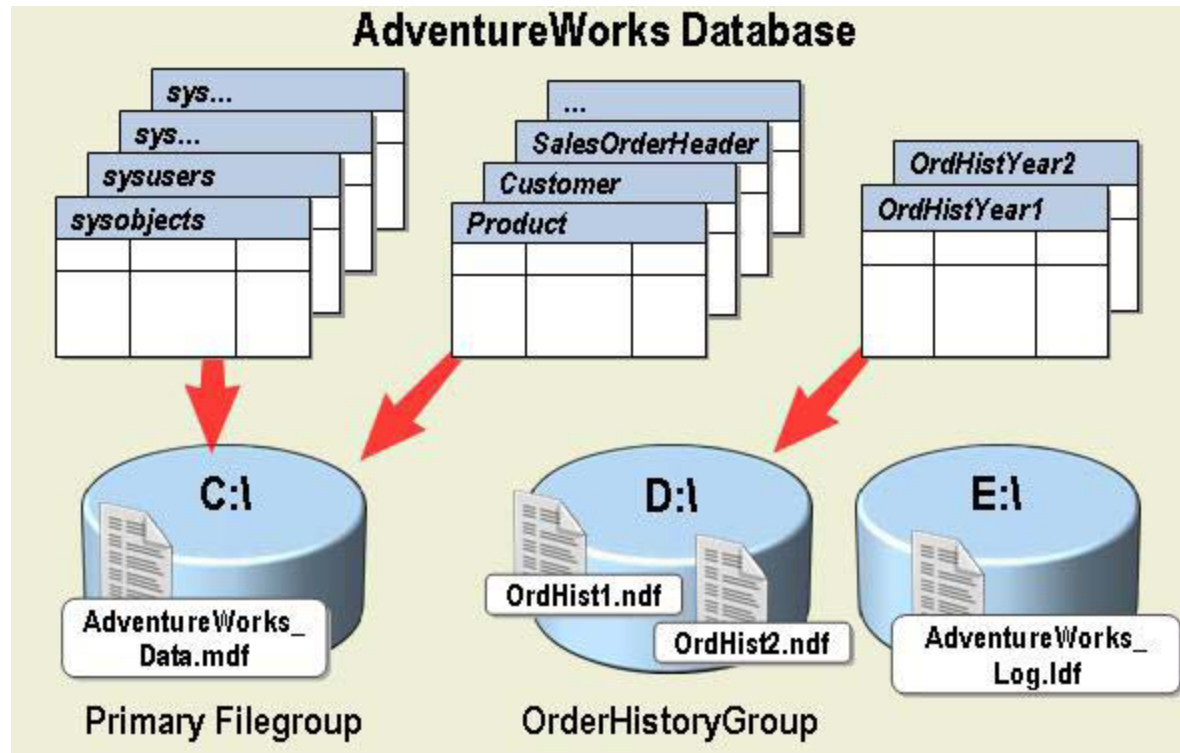 AdventureWorks Database
sys...
sys...
sysusers
sysobjects
...
SalesOrderHeader
Customer
Product
OrdHistYear2
OrdHistYear1
C:\
D:\
E:\
AdventureWorks_
Data.mdf
OrdHist1.ndf
OrdHist2.ndf
AdventureWorks_
Log.ldf
Primary Filegroup
OrderHistoryGroup